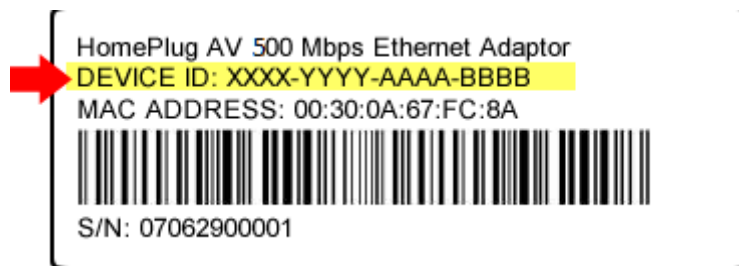 HomePlug AV 500 Mbps Ethernet Adaptor
DEVICE ID: XXXX-YYYY-AAAA-BBBB
MAC ADDRESS: 00:30:0A:67:FC:8A
S/N: 07062900001